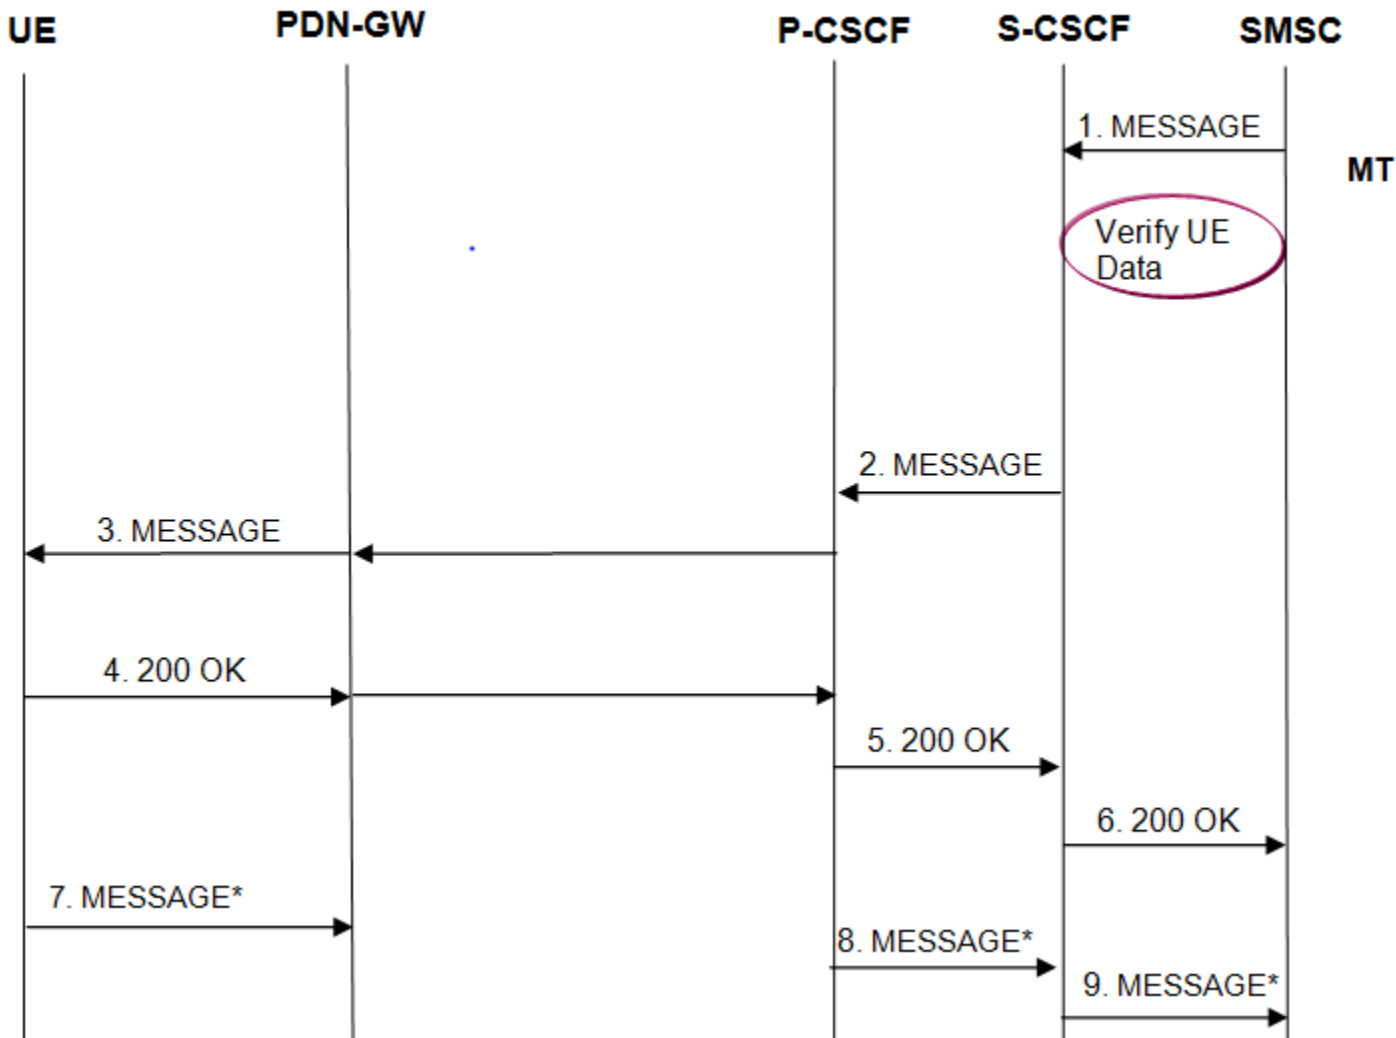 UE PDN-GW P-CSCF S-CSCF SMSC
1. MESSAGE
MT
Verify UE
Data
2. MESSAGE
3. MESSAGE
4. 200 OK
5. 200 OK
6. 200 OK
7. MESSAGE*
8. MESSAGE*
9. MESSAGE*